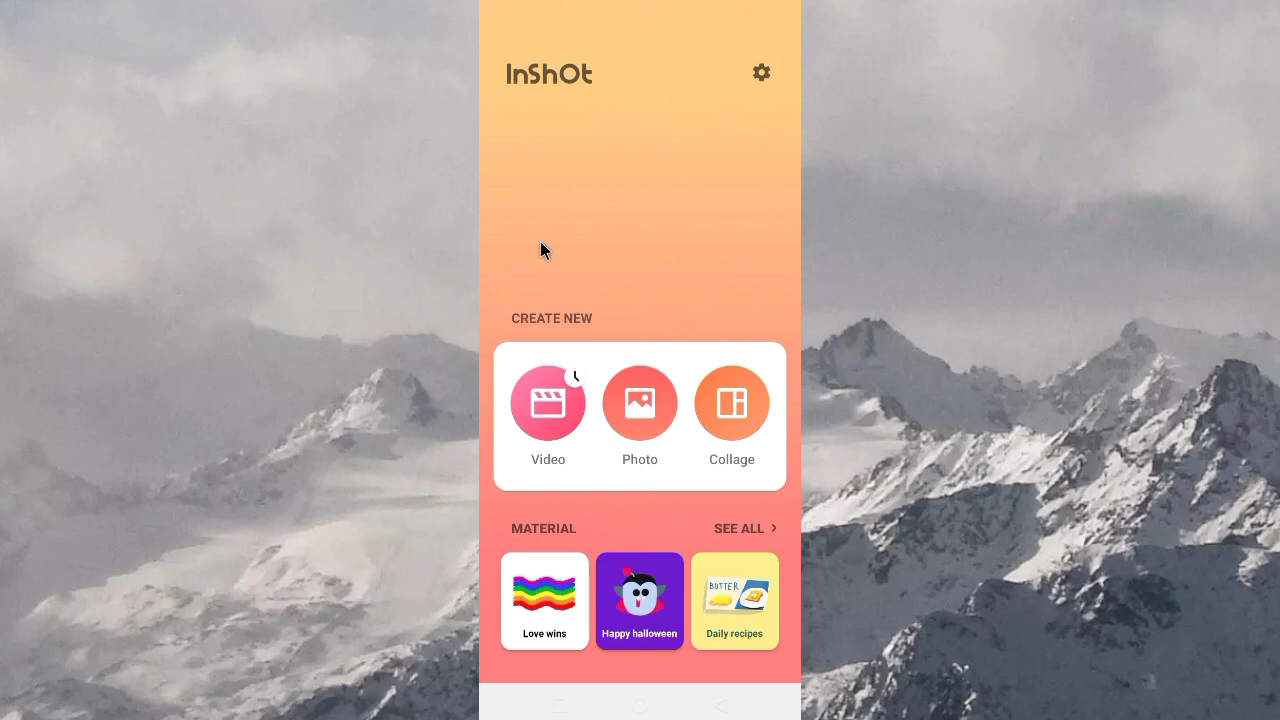 InShOt
CREATE NEW
Video
Photo
Collage
MATERIAL
SEE ALL >
BUTTER
Love wins
Happy halloween
Daily recipes